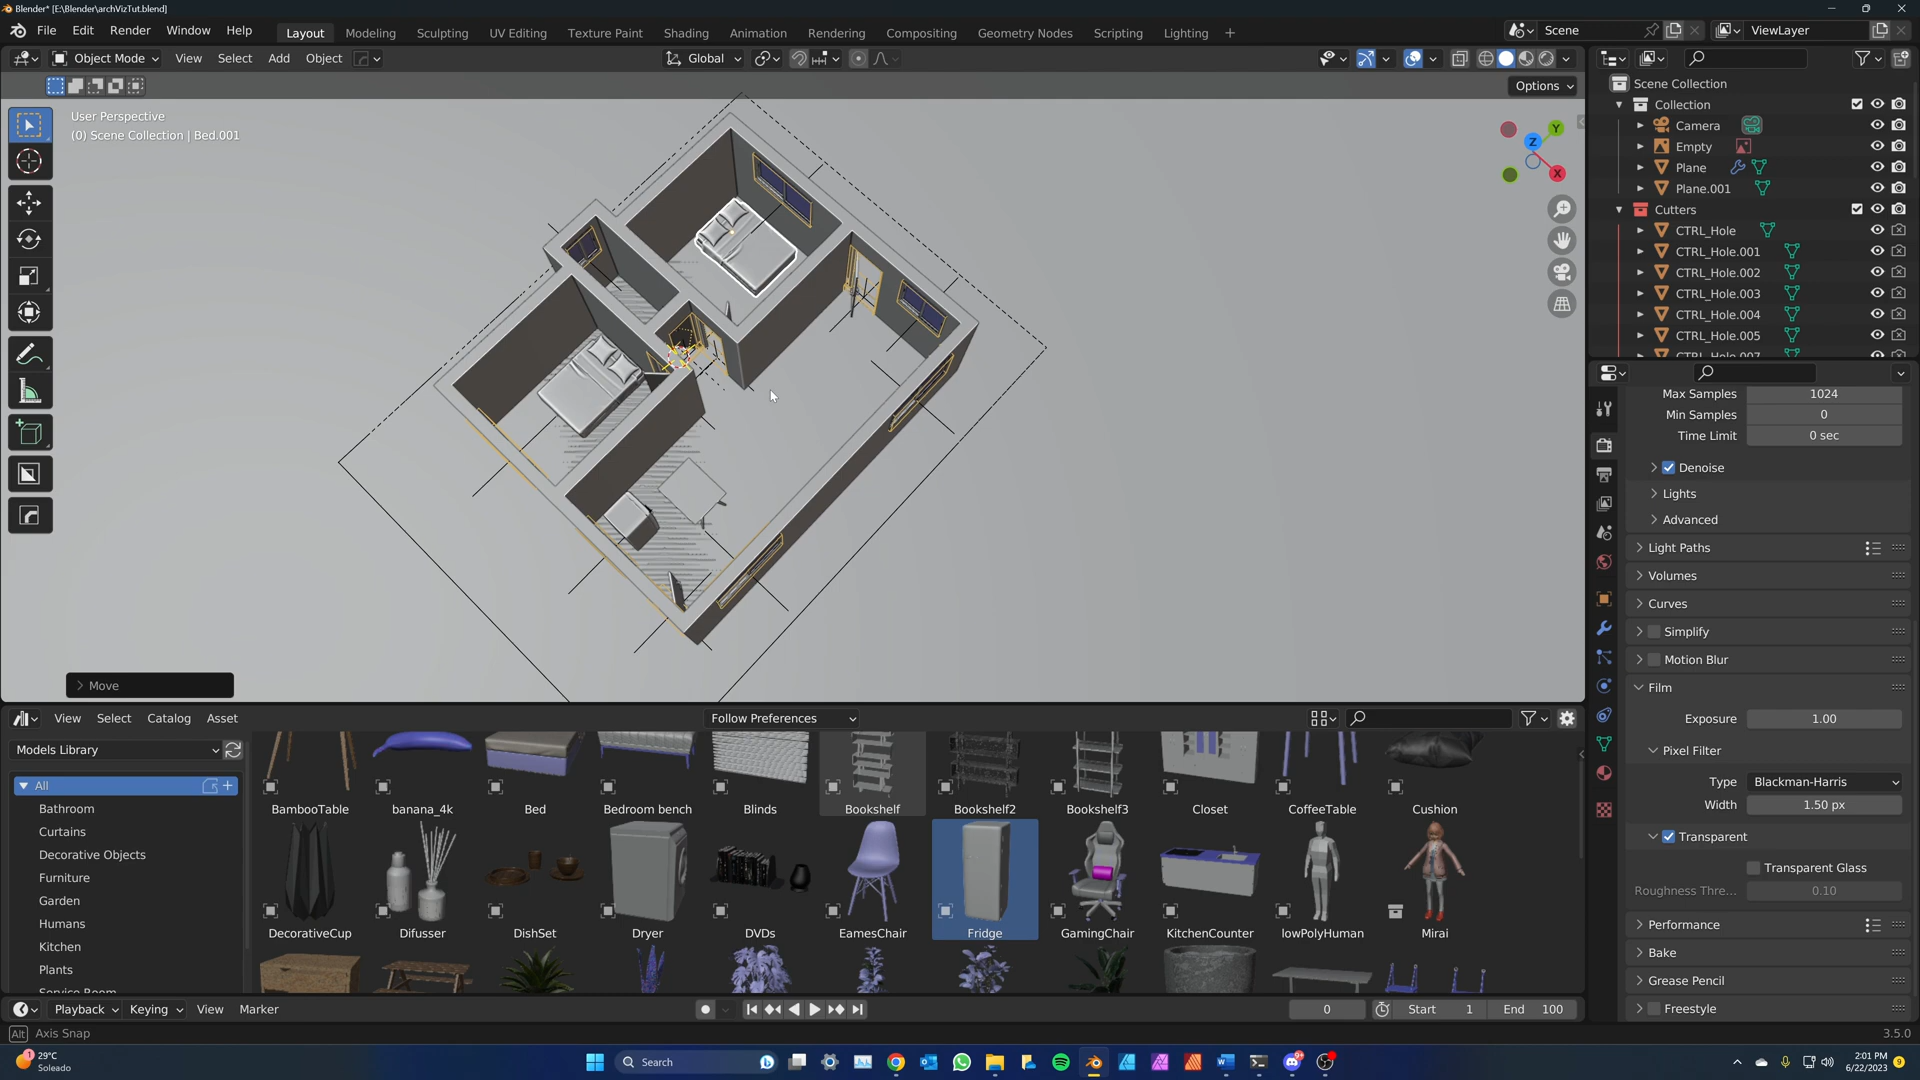 Blender* [E:\Blender\archVizTut.blend]
File Edit Render Window Help Layout Modeling Sculpting UV Editing Texture Paint Shading Animation Rendering Compositing Geometry Nodes Scripting Lighting + Scene ViewLayer
Object Mode View Select Add Object Global
Options
User Perspective
(0) Scene Collection | Bed.001
X Y Z
Move
Scene Collection
Collection
Camera
Empty
Plane
Plane.001
Cutters
CTRL_Hole
CTRL_Hole.001
CTRL_Hole.002
CTRL_Hole.003
CTRL_Hole.004
CTRL_Hole.005
CTRL_Hole.007
Max Samples 1024
Min Samples 0
Time Limit 0 sec
Denoise
Lights
Advanced
Light Paths
Volumes
Curves
Simplify
Motion Blur
Film
Exposure 1.00
Pixel Filter
Type Blackman-Harris
Width 1.50 px
Transparent
Transparent Glass
Roughness Thre... 0.10
Performance
Bake
Grease Pencil
Freestyle
View Select Catalog Asset Follow Preferences
Models Library
All
Bathroom
Curtains
Decorative Objects
Furniture
Garden
Humans
Kitchen
Plants
Service Room
BambooTable banana_4k Bed Bedroom bench Blinds Bookshelf Bookshelf2 Bookshelf3 Closet CoffeeTable Cushion
DecorativeCup Difusser DishSet Dryer DVDs EamesChair Fridge GamingChair KitchenCounter lowPolyHuman Mirai
Playback Keying View Marker 0 Start 1 End 100
Alt Axis Snap 3.5.0
1 29°C
Soleado
Search
2:01 PM
6/22/2023
9